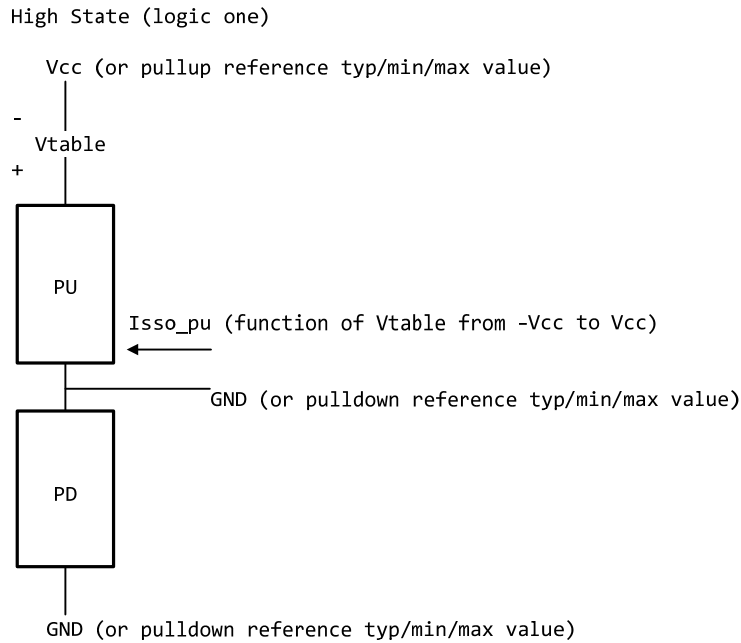 High State (logic one)
Vcc (or pullup reference typ/min/max value)
-
Vtable
+
PU
Isso_pu (function of Vtable from -Vcc to Vcc)
GND (or pulldown reference typ/min/max value)
PD
GND (or pulldown reference typ/min/max value)